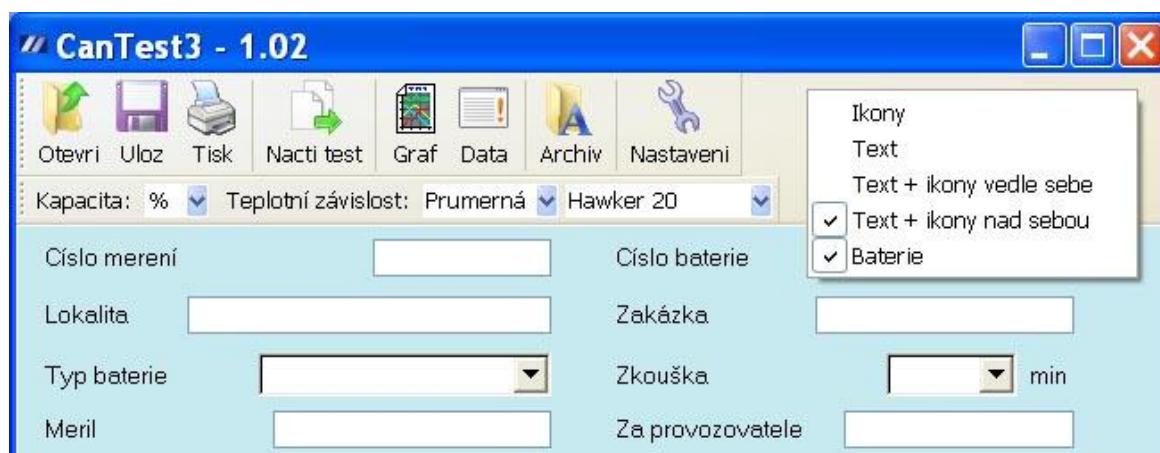 CanTest3 - 1.02
Otevri Uloz Tisk Nacti test Graf Data Archiv Nastaveni
Kapacita: % Teplotní závislost: Prumerná Hawker 20
Ikony
Text
Text + ikony vedle sebe
Text + ikony nad sebou
Baterie
Císlo merení Císlo baterie
Lokalita Zakázka
Typ baterie Zkouška min
Meril Za provozovatele